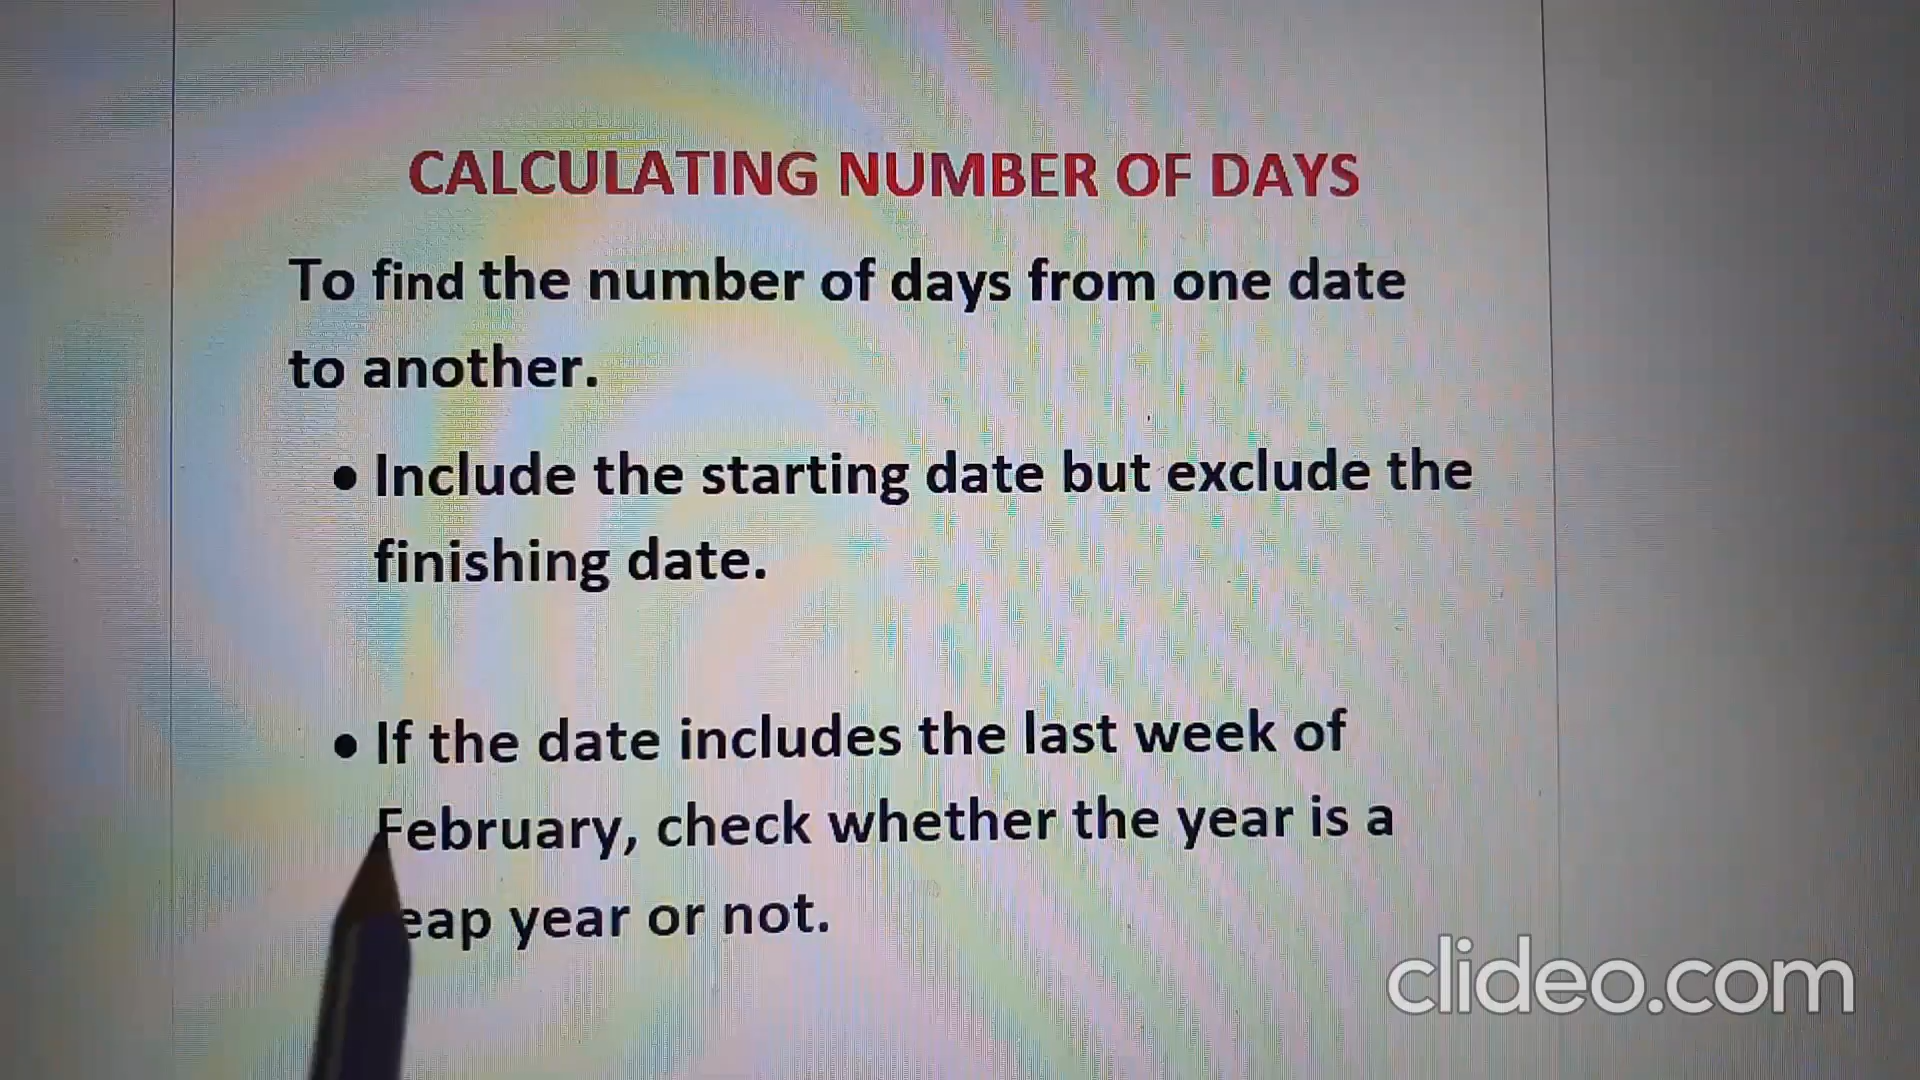 CALCULATING NUMBER OF DAYS
To find the number of days from one date
to another.
• Include the starting date but exclude the
finishing date.
• If the date includes the last week of
February, check whether the year is a
eap year or not.
clideo.com